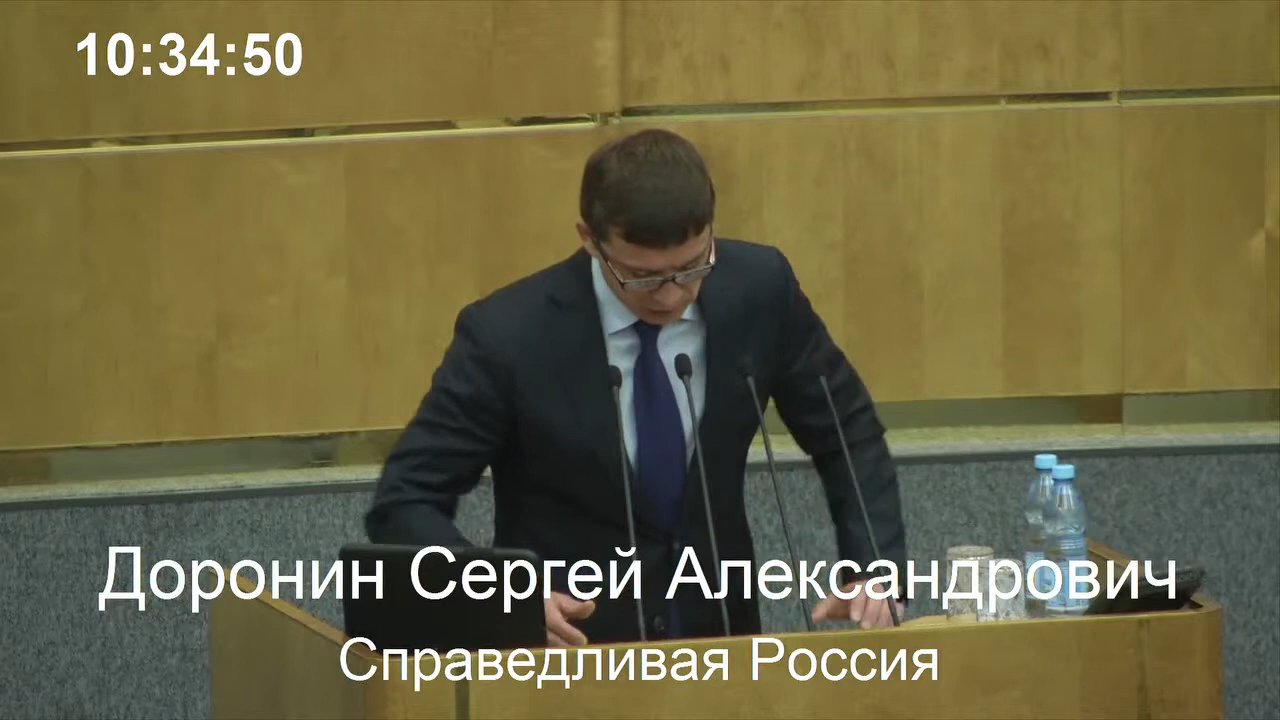 10:34:50
Доронин Сергей Александрович
Справедливая Россия